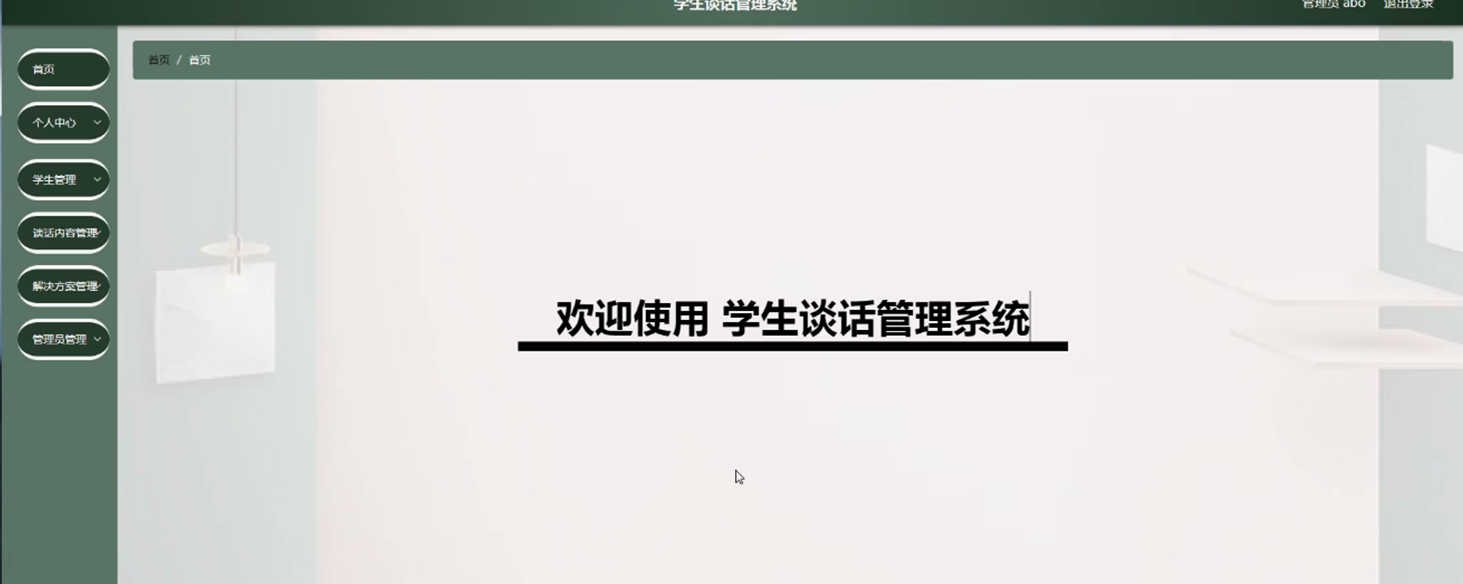 学生谈话管理系统
管理员 abo 退出登录
首页 / 首页
首页
个人中心
学生管理
谈话内容管理
解决方案管理
管理员管理
欢迎使用 学生谈话管理系统